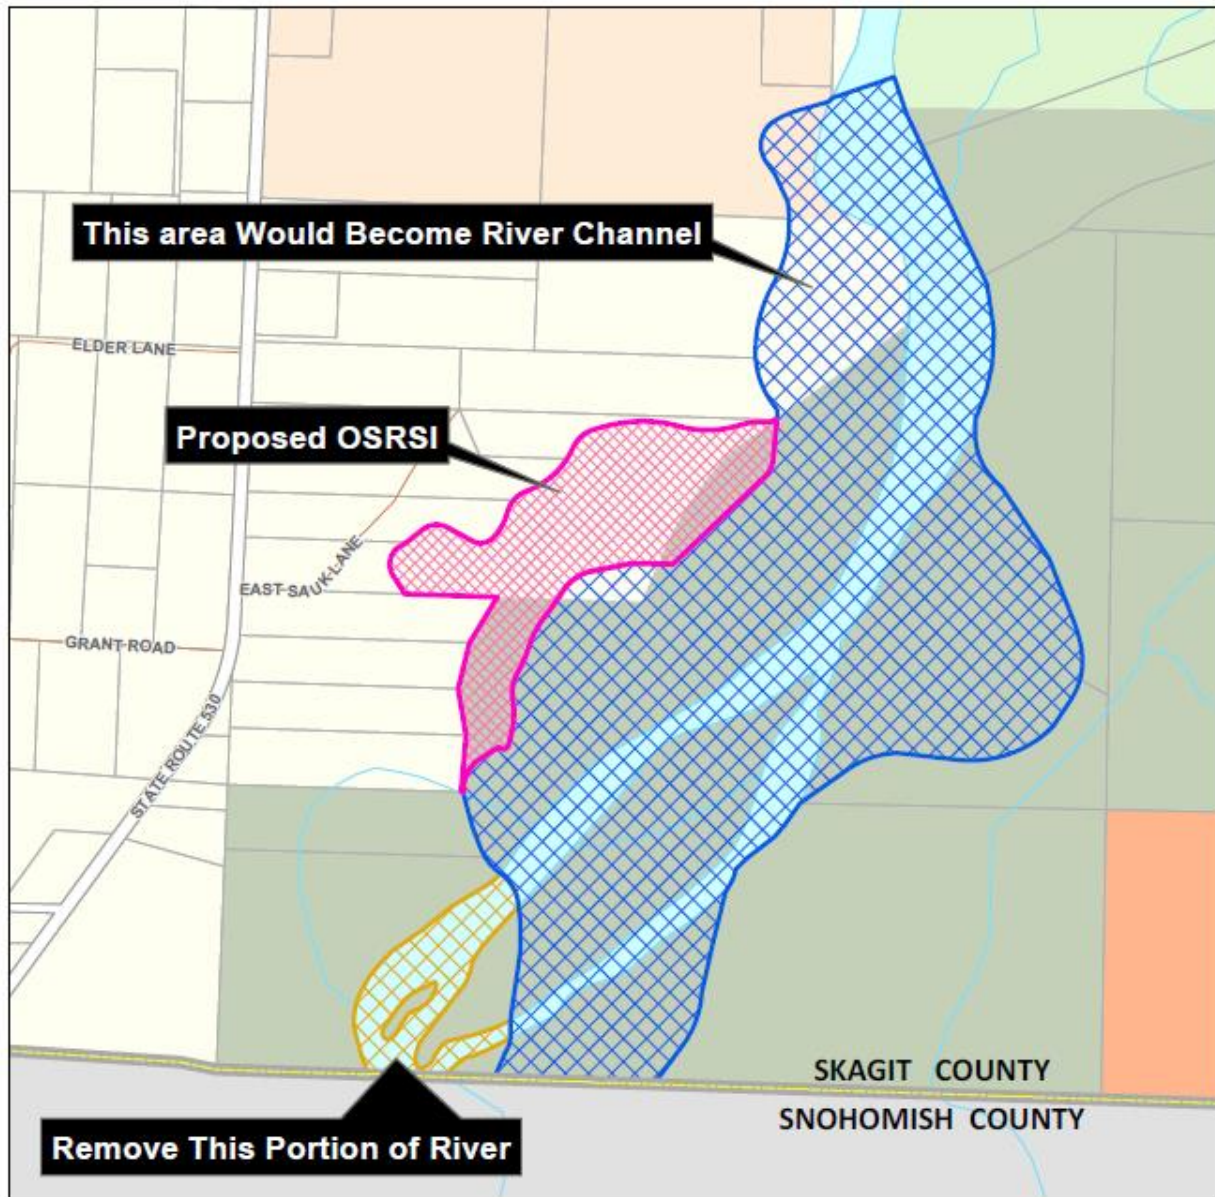 This area Would Become River Channel
ELDER LANE
Proposed OSRSI
EAST SAUK LANE
GRANT ROAD
STATE ROUTE 530
SKAGIT COUNTY
SNOHOMISH COUNTY
Remove This Portion of River